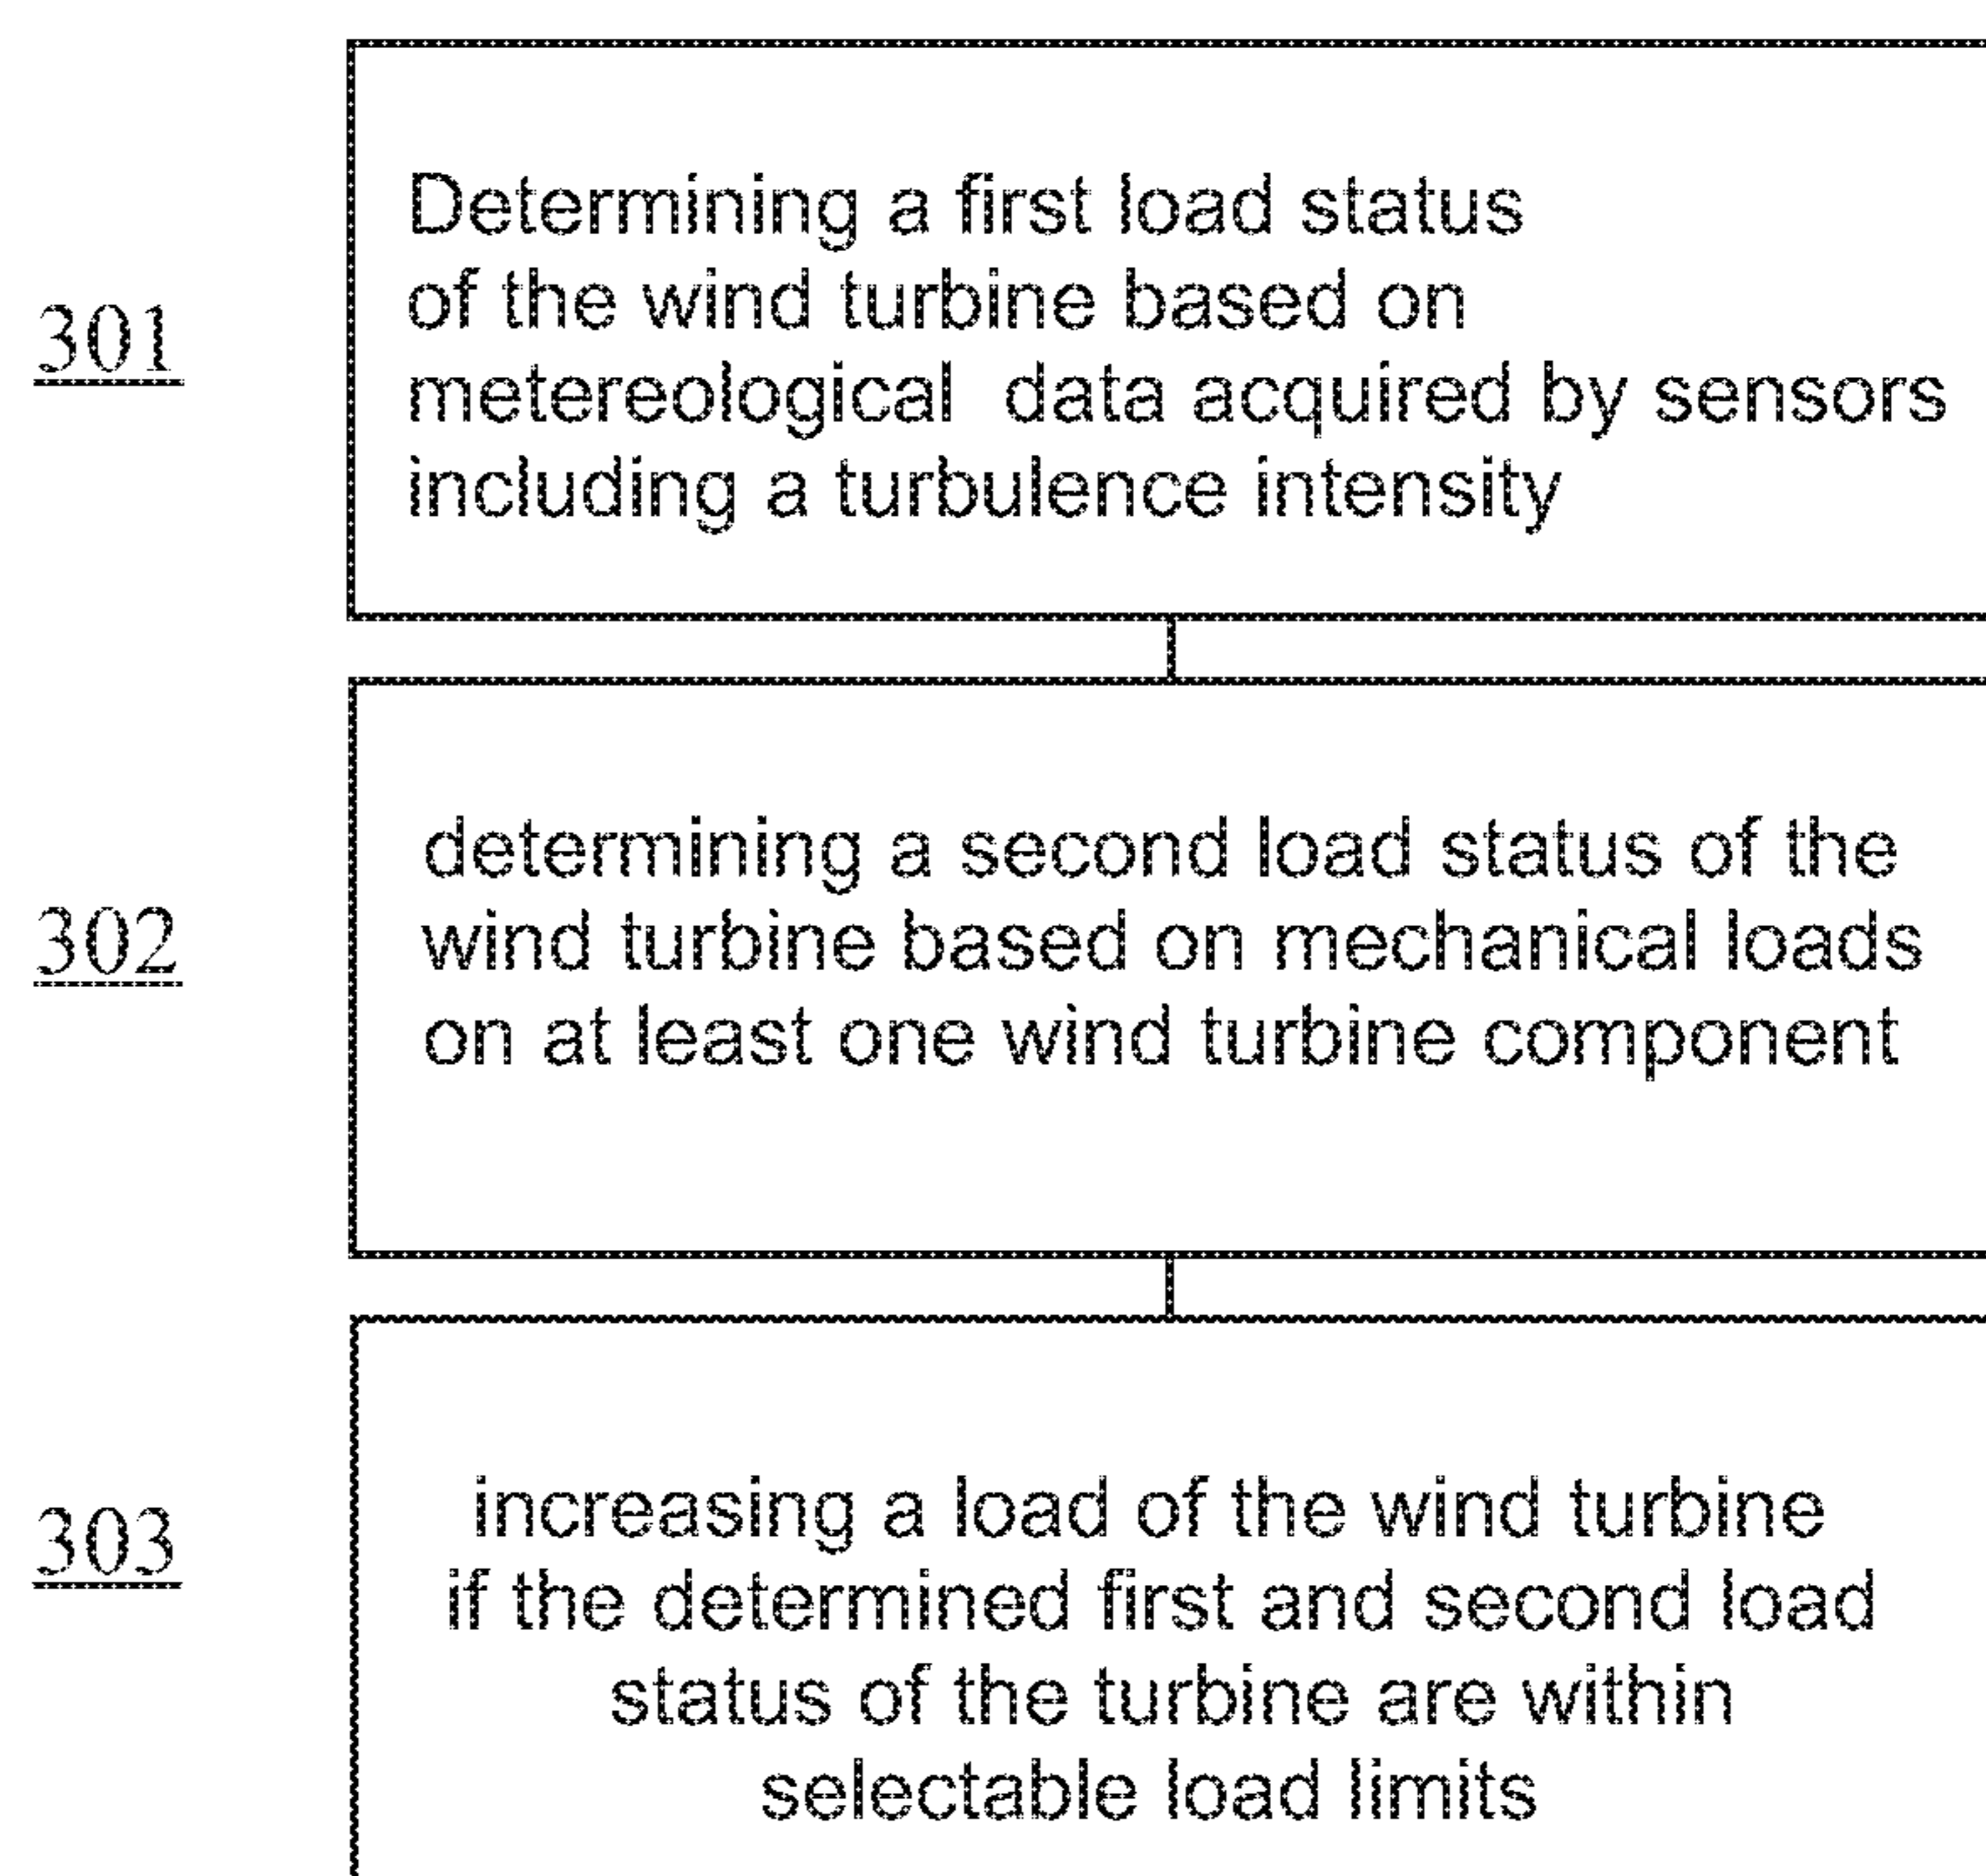 301
Determining a first load status
of the wind turbine based on
metereological data acquired by sensors
including a turbulence intensity
302
determining a second load status of the
wind turbine based on mechanical loads
on at least one wind turbine component
303
increasing a load of the wind turbine
if the determined first and second load
status of the turbine are within
selectable load limits